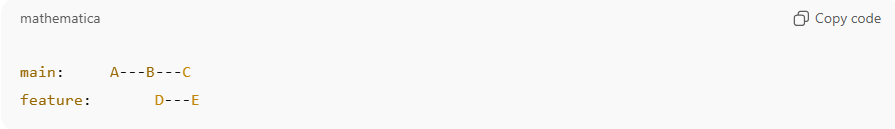 mathematica Copy code
main:     A---B---C
feature:       D---E